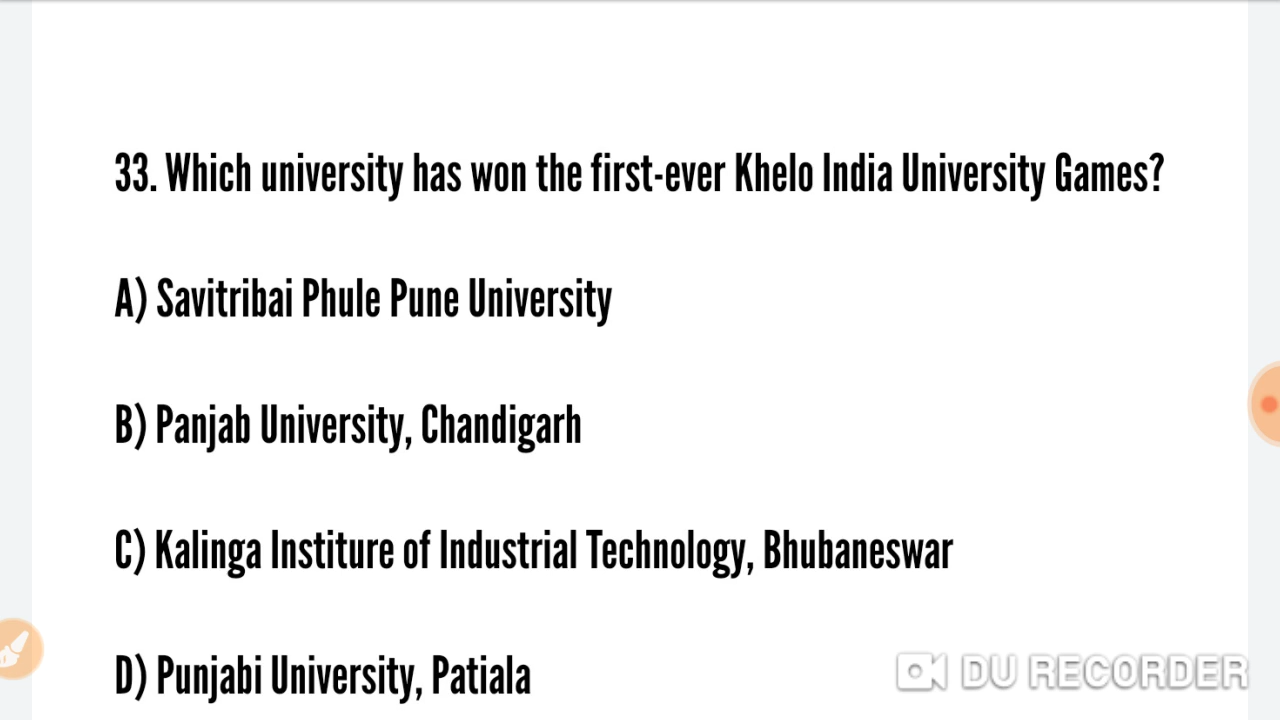 33. Which university has won the first-ever Khelo India University Games?
A) Savitribai Phule Pune University
B) Panjab University, Chandigarh
C) Kalinga Institure of Industrial Technology, Bhubaneswar
D) Punjabi University, Patiala
DU RECORDER